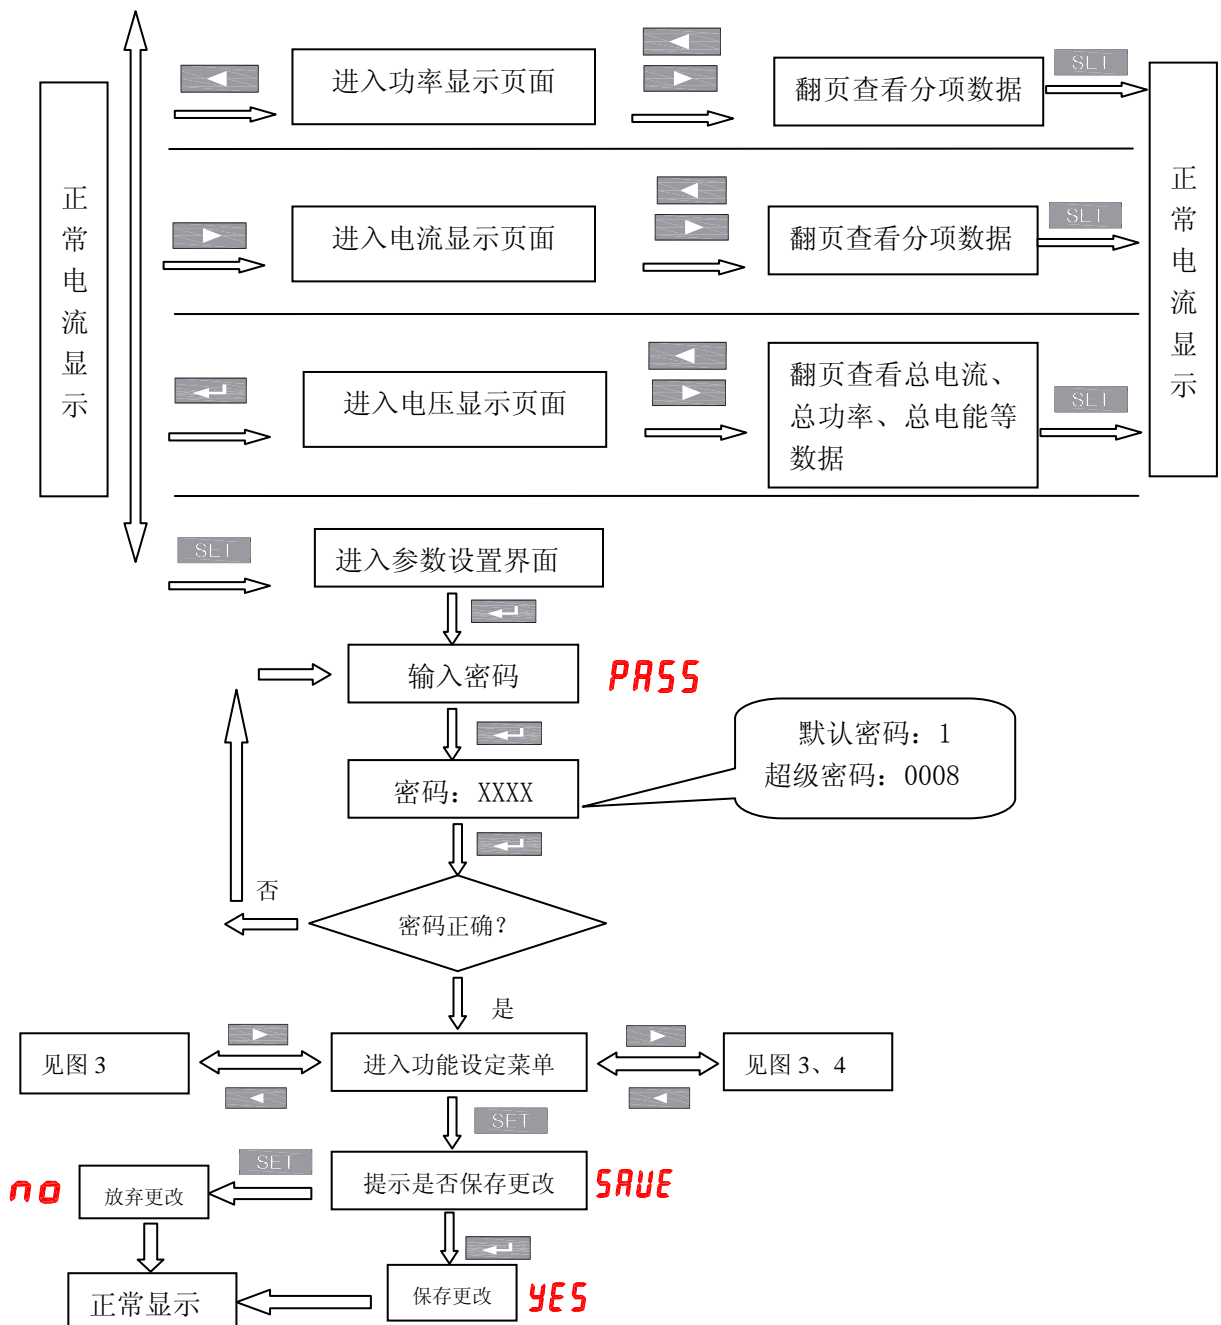 正常电流显示
进入功率显示页面
翻页查看分项数据
SET
正常电流显示
进入电流显示页面
翻页查看分项数据
SET
进入电压显示页面
翻页查看总电流、
总功率、总电能等
数据
SET
SET
进入参数设置界面
输入密码
PASS
密码：XXXX
默认密码：1
超级密码：0008
密码正确？
否
是
见图 3
进入功能设定菜单
见图 3、4
SET
SET
提示是否保存更改
SAVE
no
放弃更改
正常显示
保存更改
YES